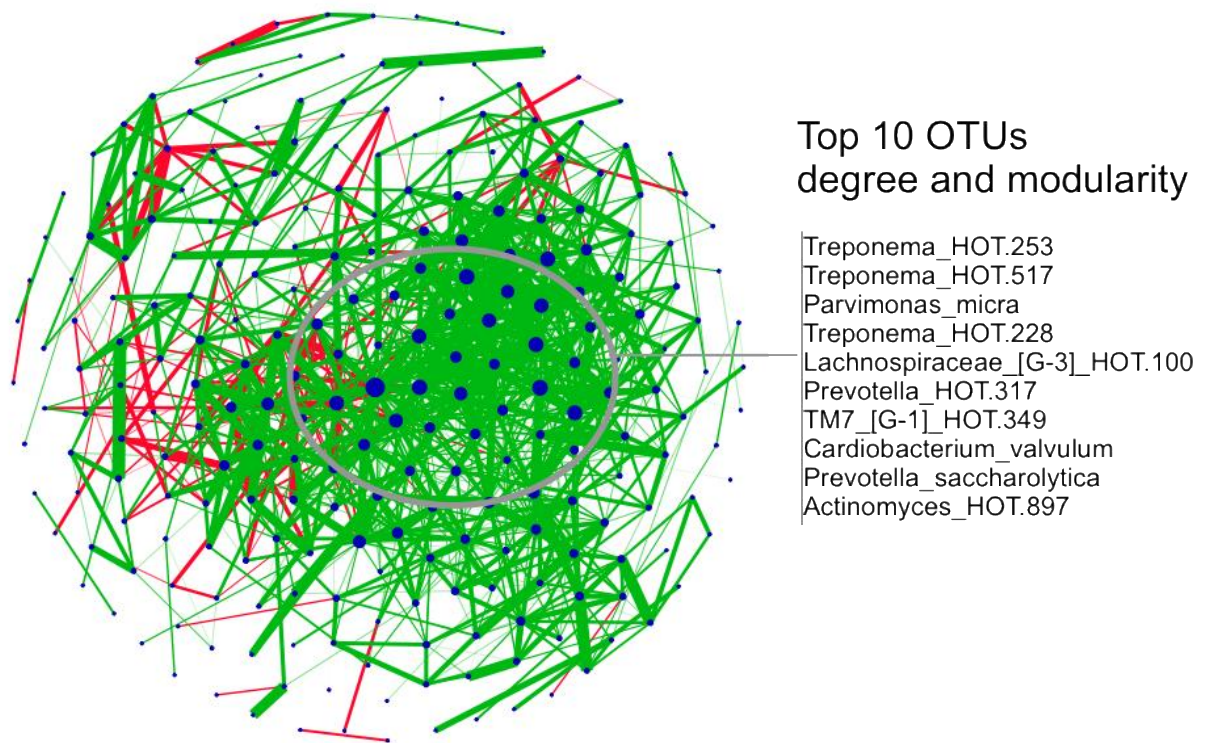 Top 10 OTUs
degree and modularity
Treponema_HOT.253
Treponema_HOT.517
Parvimonas_micra
Treponema_HOT.228
Lachnospiraceae_[G-3]_HOT.100
Prevotella_HOT.317
TM7_[G-1]_HOT.349
Cardiobacterium_valvulum
Prevotella_saccharolytica
Actinomyces_HOT.897